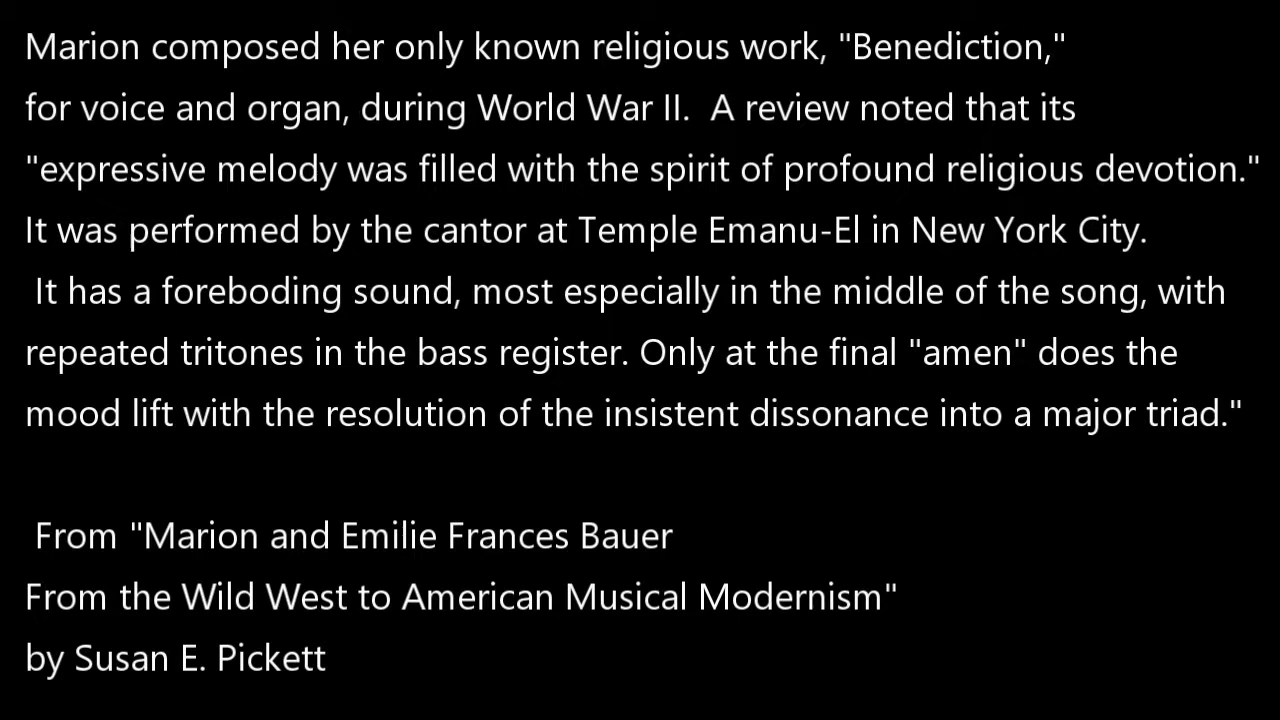 Marion composed her only known religious work, "Benediction,"
for voice and organ, during World War II.  A review noted that its
"expressive melody was filled with the spirit of profound religious devotion."
It was performed by the cantor at Temple Emanu-El in New York City.
It has a foreboding sound, most especially in the middle of the song, with
repeated tritones in the bass register. Only at the final "amen" does the
mood lift with the resolution of the insistent dissonance into a major triad."
From "Marion and Emilie Frances Bauer
From the Wild West to American Musical Modernism"
by Susan E. Pickett